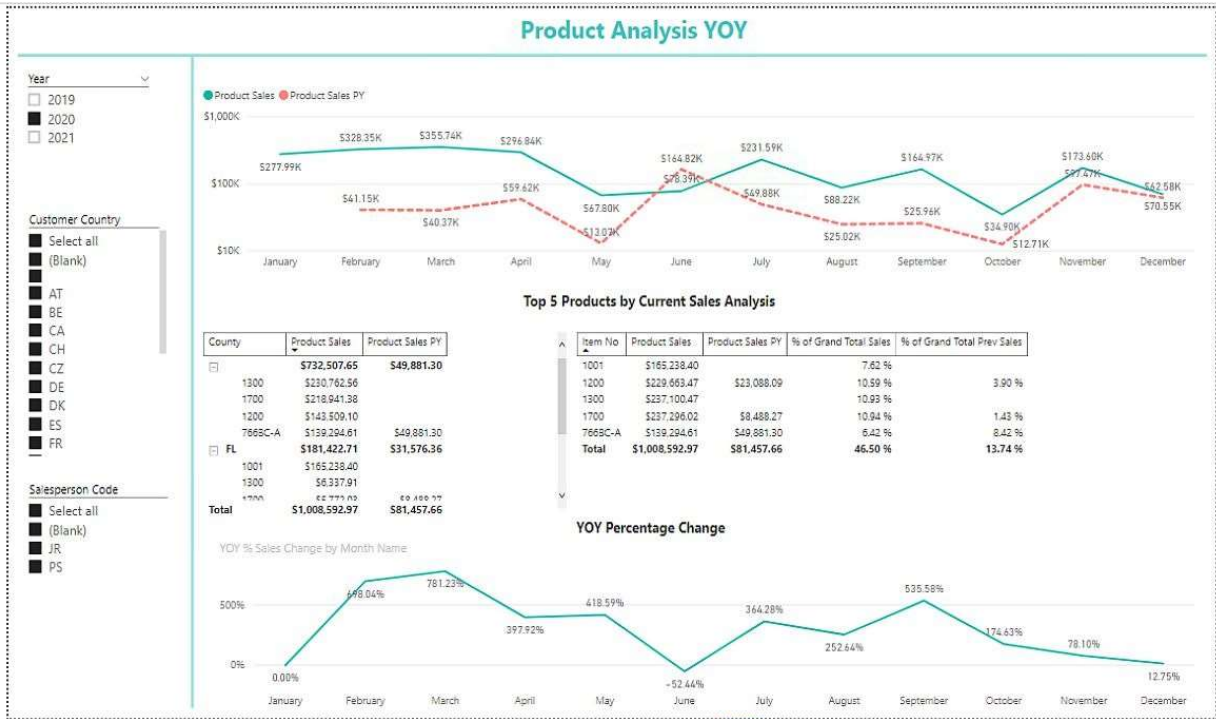 Product Analysis YOY
Year
2019
2020
2021
Customer Country
Select all
(Blank)
AT
BE
CA
CH
CZ
DE
DK
ES
FR
Salesperson Code
Select all
(Blank)
JR
PS
Product Sales Product Sales PY
$1,000K
$100K
$10K
$277.99K $328.35K $355.74K $296.84K $67.80K $78.39K $231.59K $88.22K $164.97K $34.90K $173.60K $70.55K
$41.15K $40.37K $59.62K $13.07K $164.82K $49.88K $25.02K $25.96K $12.71K $97.47K $62.58K
January February March April May June July August September October November December
Top 5 Products by Current Sales Analysis
County Product Sales Product Sales PY
$732,507.65 $49,881.30
1300 $230,762.56
1700 $218,941.38
1200 $143,509.10
766BC-A $139,294.61 $49,881.30
FL $181,422.71 $31,576.36
1001 $165,238.40
1300 $6,337.91
1700 $8,488.27
Total $1,008,592.97 $81,457.66
Item No Product Sales Product Sales PY % of Grand Total Sales % of Grand Total Prev Sales
1001 $165,238.40 7.62 %
1200 $229,663.47 $23,088.09 10.59 % 3.90 %
1300 $237,100.47 10.93 %
1700 $237,296.02 $8,488.27 10.94 % 1.43 %
766BC-A $139,294.61 $49,881.30 6.42 % 8.42 %
Total $1,008,592.97 $81,457.66 46.50 % 13.74 %
YOY Percentage Change
YOY % Sales Change by Month Name
500%
0%
0.00% 698.04% 781.23% 397.92% 418.59% -52.44% 364.28% 252.64% 535.58% 174.63% 78.10% 12.75%
January February March April May June July August September October November December